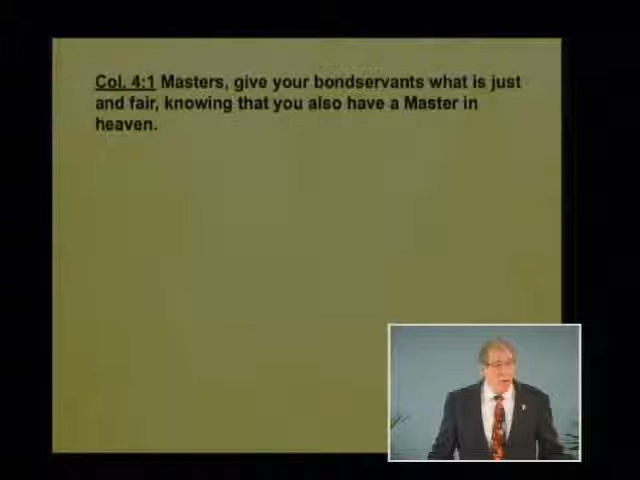 Col. 4:1 Masters, give your bondservants what is just
and fair, knowing that you also have a Master in
heaven.